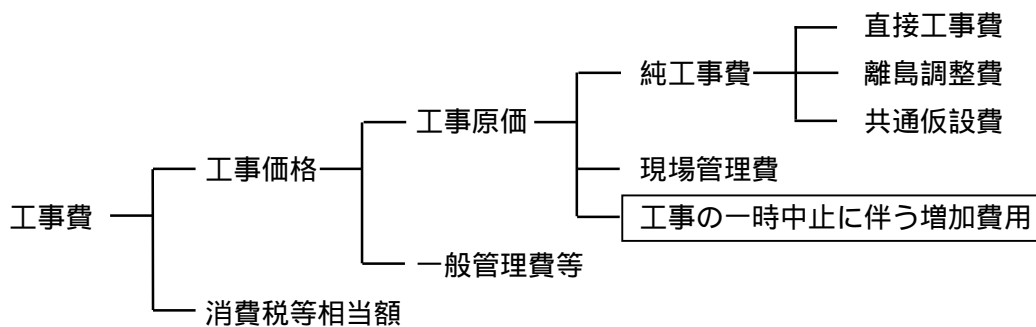 直接工事費
純工事費
離島調整費
工事原価
共通仮設費
工事価格
現場管理費
工事費
工事の一時中止に伴う増加費用
一般管理費等
消費税等相当額